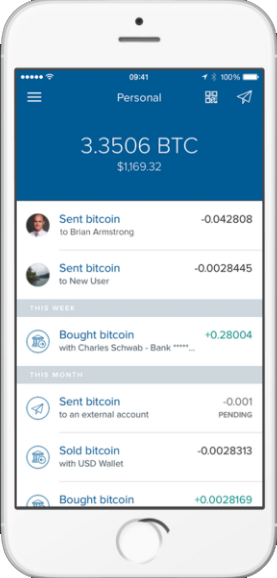 09:41 100%
Personal
3.3506 BTC
$1,169.32
Sent bitcoin -0.042808
to Brian Armstrong
Sent bitcoin -0.0028445
to New User
THIS WEEK
Bought bitcoin +0.28004
with Charles Schwab - Bank *****...
THIS MONTH
Sent bitcoin -0.001
to an external account PENDING
Sold bitcoin -0.0028313
with USD Wallet
Bought bitcoin +0.0028169